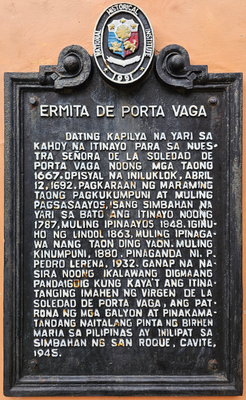 NATIONAL HISTORICAL INSTITUTE
1991
ERMITA DE PORTA VAGA
DATING KAPILYA NA YARI SA
KAHOY NA ITINAYO PARA SA NUES-
TRA SEÑORA DE LA SOLEDAD DE
PORTA VAGA NOONG MGA TAONG
1667. OPISYAL NA INILUKLOK, ABRIL
12, 1692. PAGKARAAN NG MARAMING
TAONG PAGKUKUMPUNI AT MULING
PAGSASAAYOS, ISANG SIMBAHAN NA
YARI SA BATO ANG ITINAYO NOONG
1787, MULING IPINAAYOS 1948. IGINU-
HO NG LINDOL 1863. MULING IPINAGA-
WA NANG TAON DING YAON. MULING
KINUMPUNI, 1880. PINAGANDA NI. P.
PEDRO LERENA, 1932. GANAP NA NA-
SIRA NOONG IKALAWANG DIGMAANG
PANDAIGDIG KUNG KAYA'T ANG ITINA-
TANGING IMAHEN NG VIRGEN DE LA
SOLEDAD DE PORTA VAGA, ANG PAT-
RONA NG MGA GALYON AT PINAKAMA-
TANDANG NAITALANG PINTA NG BIRHEN
MARIA SA PILIPINAS AY INILIPAT SA
SIMBAHAN NG SAN ROQUE, CAVITE,
1945.